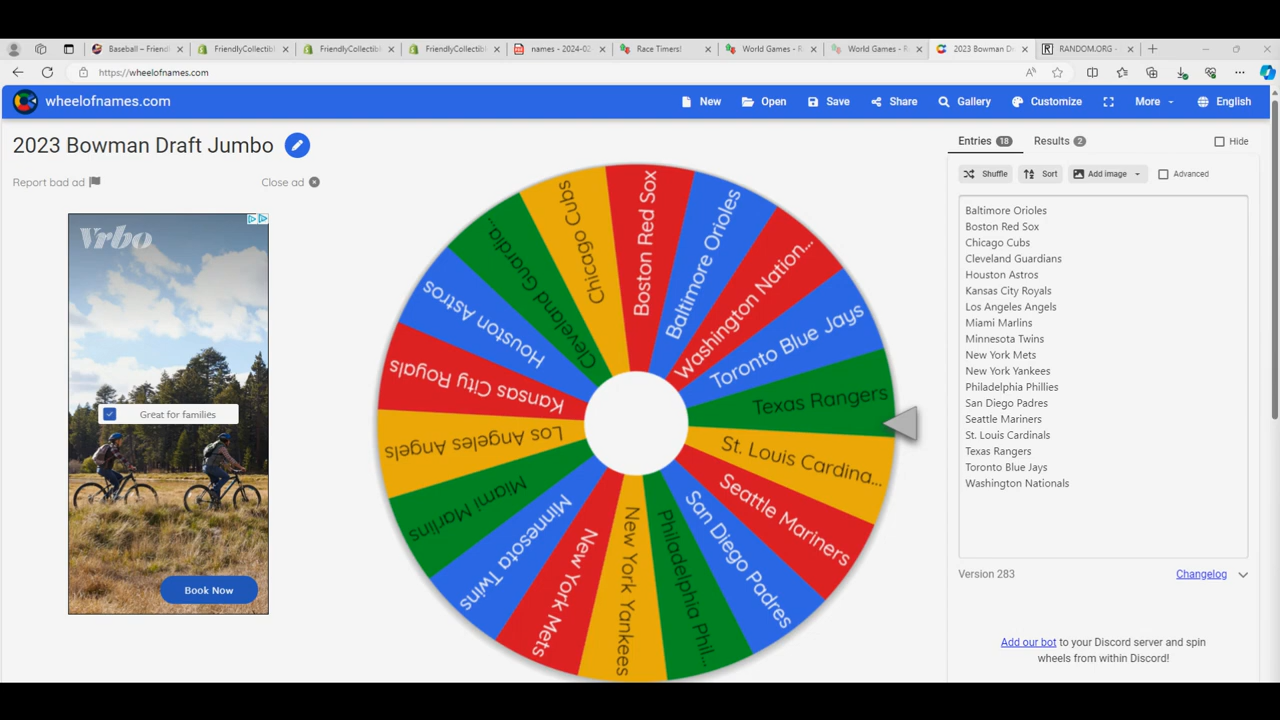 Baseball – Friend
FriendlyCollectibl
FriendlyCollectibl
FriendlyCollectibl
names - 2024-02-
Race Timers!
World Games - R
World Games - R
2023 Bowman D
RANDOM.ORG -
https://wheelofnames.com
wheelofnames.com
New
Open
Save
Share
Gallery
Customize
More
English
2023 Bowman Draft Jumbo
Report bad ad
Close ad
Vrbo
Great for families
Book Now
Boston Red Sox
Baltimore Orioles
Washington Nation...
Toronto Blue Jays
Texas Rangers
St. Louis Cardina...
Seattle Mariners
San Diego Padres
Philadelphia Phil...
New York Yankees
New York Mets
Minnesota Twins
Miami Marlins
Los Angeles Angels
Kansas City Royals
Houston Astros
Cleveland Guardia...
Chicago Cubs
Entries 18
Results 2
Hide
Shuffle
Sort
Add image
Advanced
Baltimore Orioles
Boston Red Sox
Chicago Cubs
Cleveland Guardians
Houston Astros
Kansas City Royals
Los Angeles Angels
Miami Marlins
Minnesota Twins
New York Mets
New York Yankees
Philadelphia Phillies
San Diego Padres
Seattle Mariners
St. Louis Cardinals
Texas Rangers
Toronto Blue Jays
Washington Nationals
Version 283
Changelog
Add our bot to your Discord server and spin
wheels from within Discord!